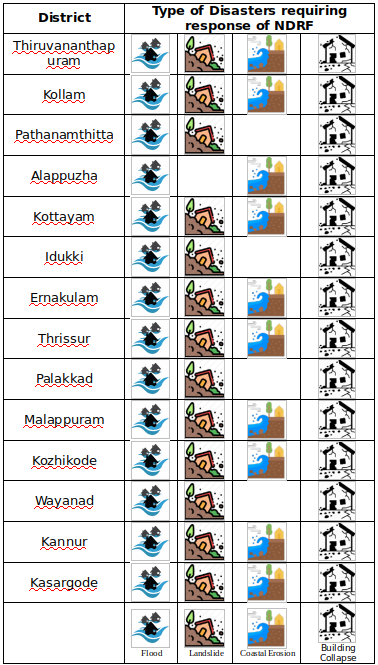 District
Type of Disasters requiring
response of NDRF
Thiruvananthap
uram
Kollam
Pathanamthitta
Alappuzha
Kottayam
Idukki
Ernakulam
Thrissur
Palakkad
Malappuram
Kozhikode
Wayanad
Kannur
Kasargode
Flood
Landslide
Coastal Erosion
Building
Collapse